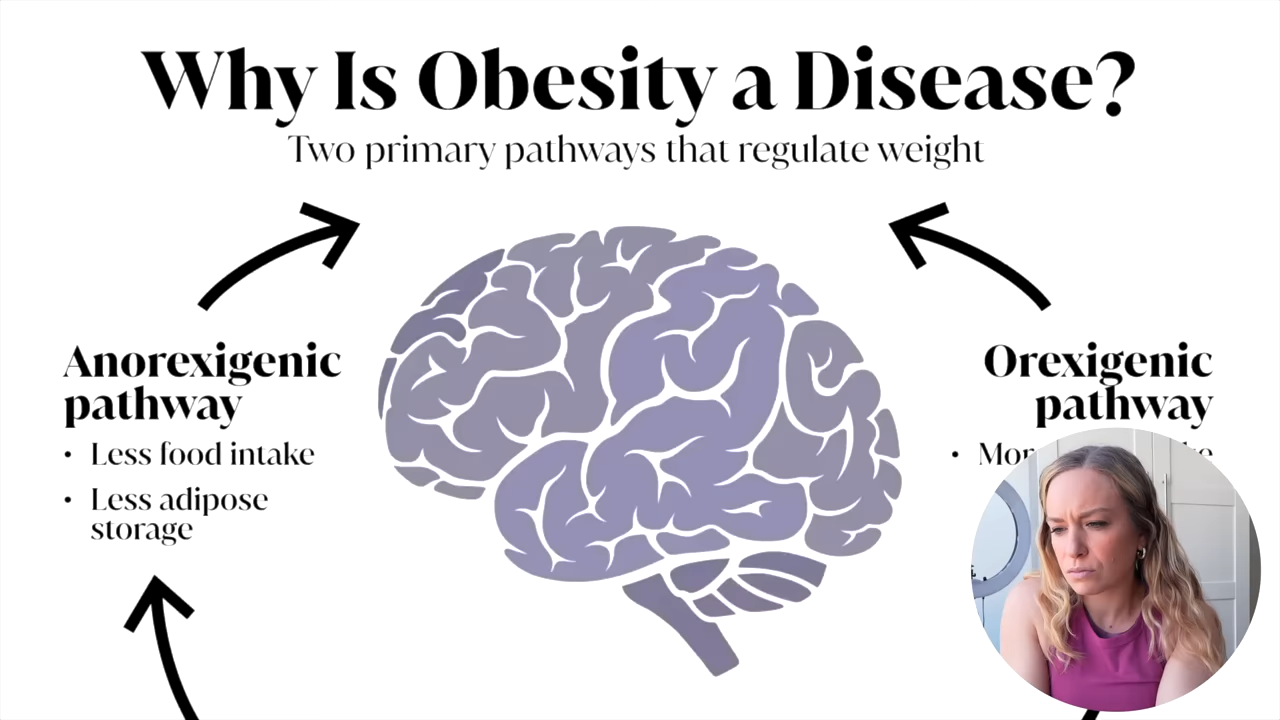 Why Is Obesity a Disease?
Two primary pathways that regulate weight
Anorexigenic
pathway
• Less food intake
• Less adipose
storage
Orexigenic
pathway